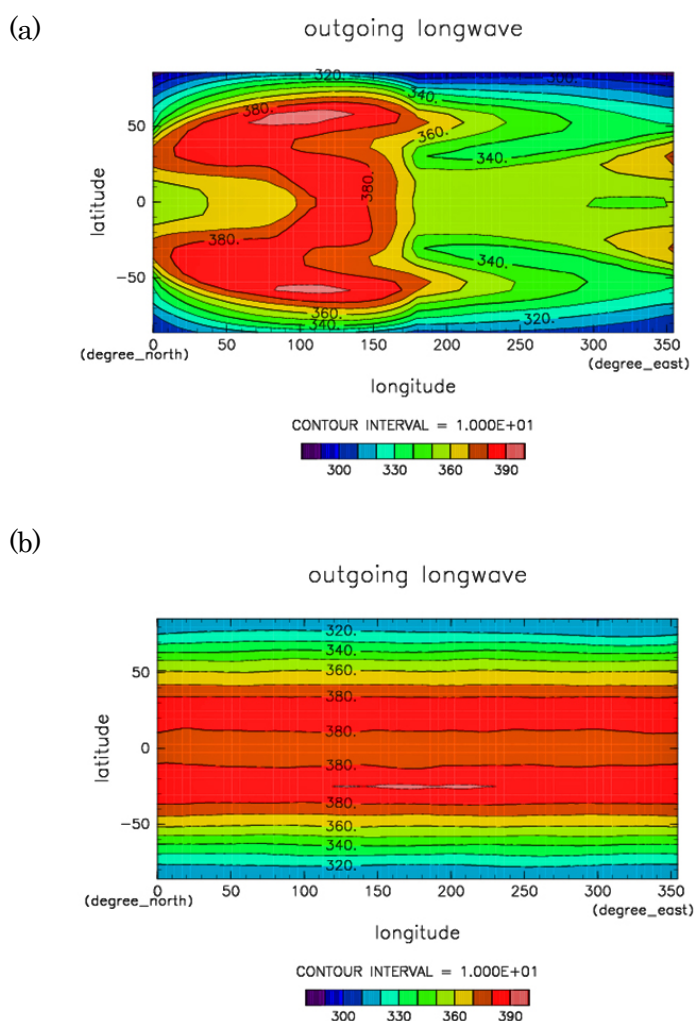 (a)
outgoing longwave
320.
300.
380.
340.
360.
50
340.
latitude
0
380.
380.
340.
−50
360.
340.
320.
0 50 100 150 200 250 300 350
(degree_north)
(degree_east)
longitude
CONTOUR INTERVAL = 1.000E+01
300 330 360 390
(b)
outgoing longwave
320.
340.
50
360.
380.
latitude
380.
0
380.
380.
−50
360.
340.
320.
0 50 100 150 200 250 300 350
(degree_north)
(degree_east)
longitude
CONTOUR INTERVAL = 1.000E+01
300 330 360 390